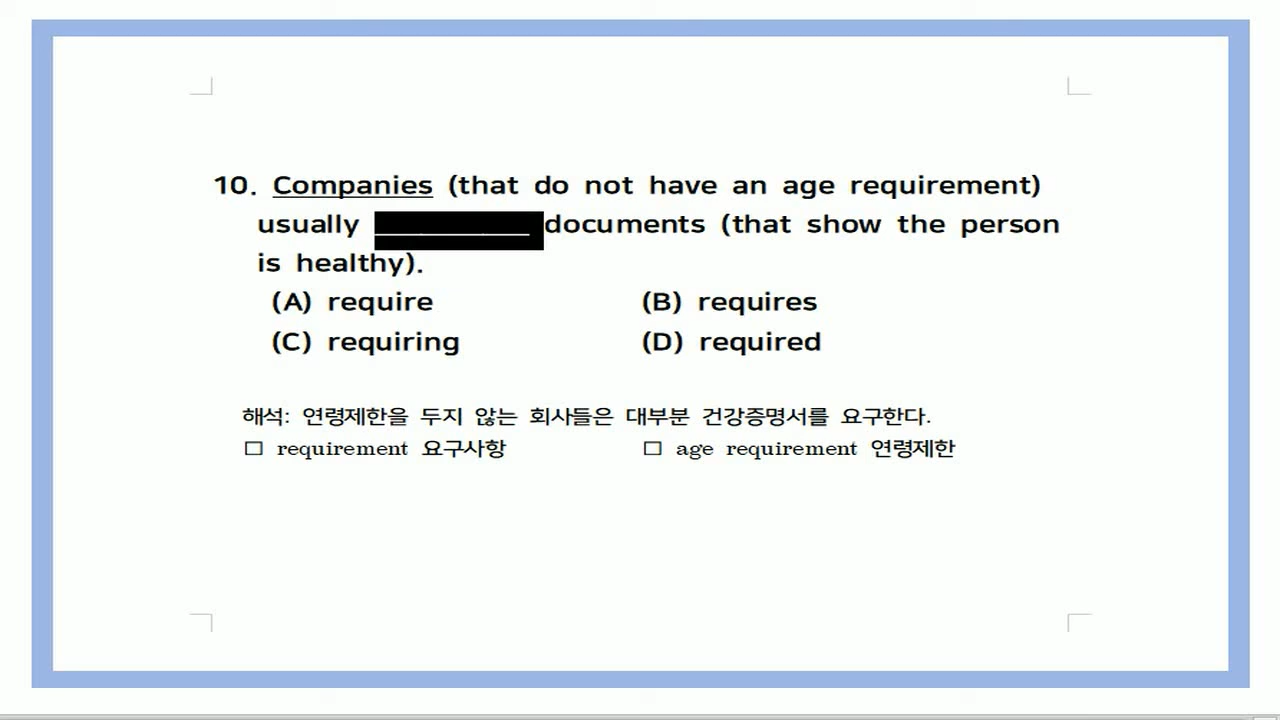 10. Companies (that do not have an age requirement)
usually __________ documents (that show the person
is healthy).
(A) require (B) requires
(C) requiring (D) required
해석: 연령제한을 두지 않는 회사들은 대부분 건강증명서를 요구한다.
□ requirement 요구사항 □ age requirement 연령제한